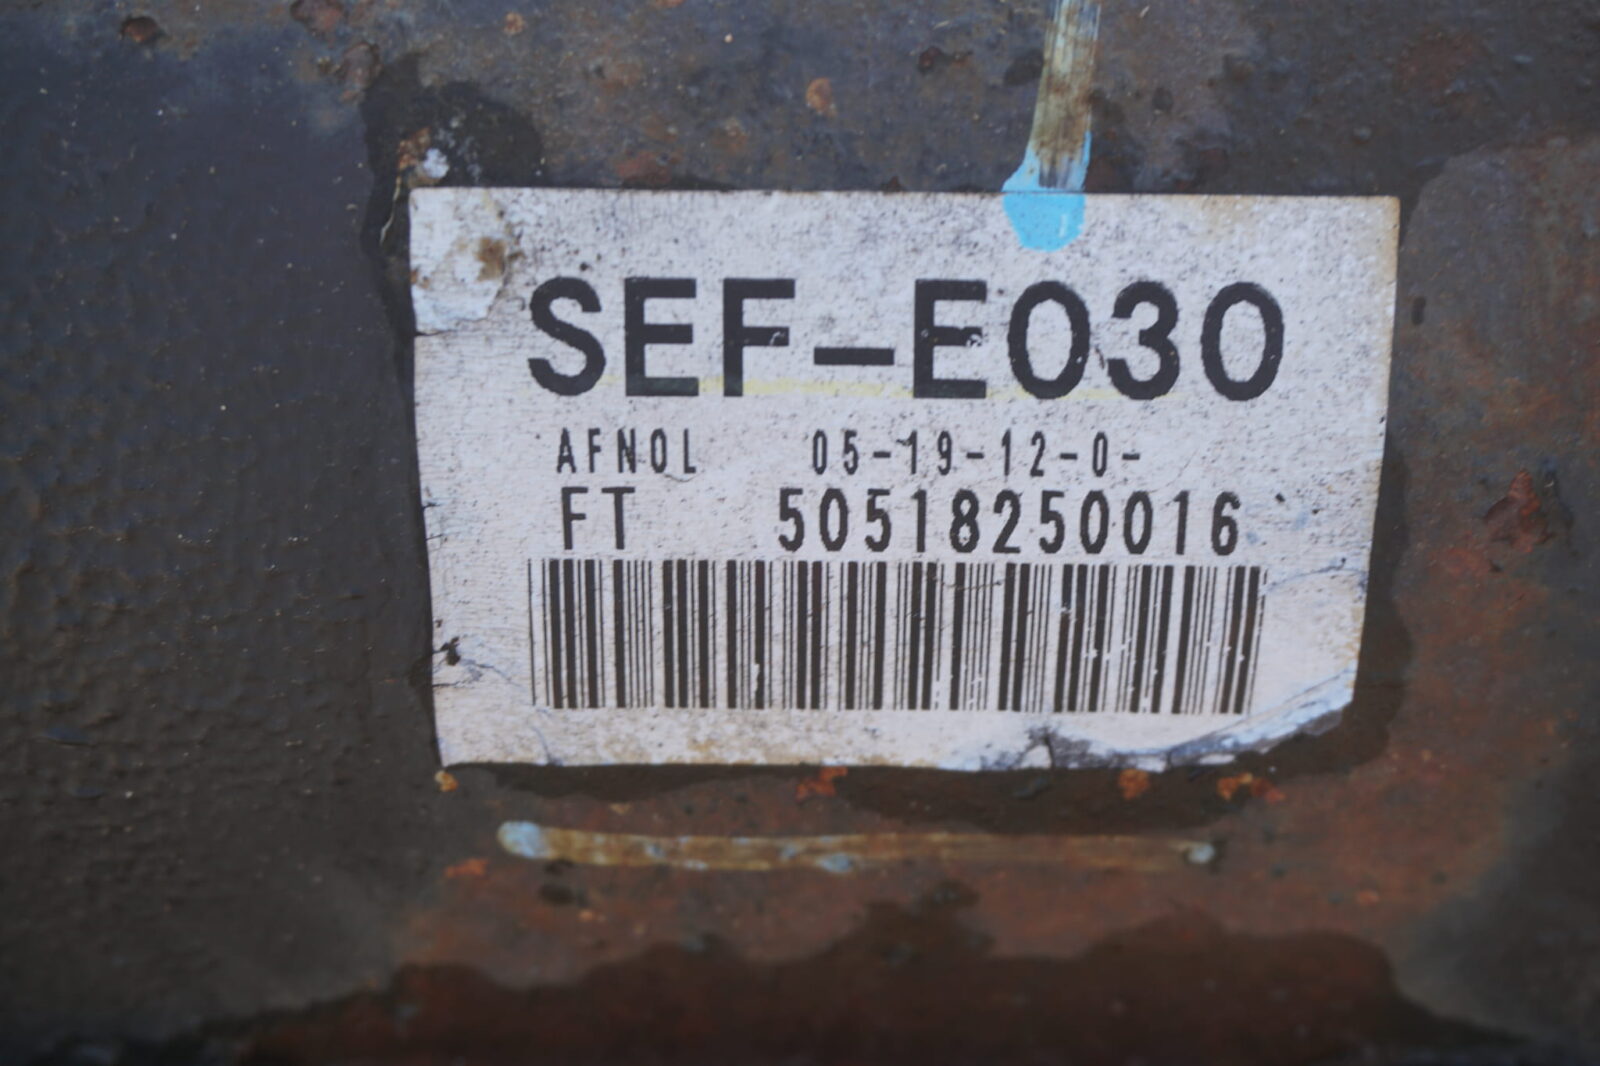 SEF-E030
AFNOL 05-19-12-0-
FT 50518250016